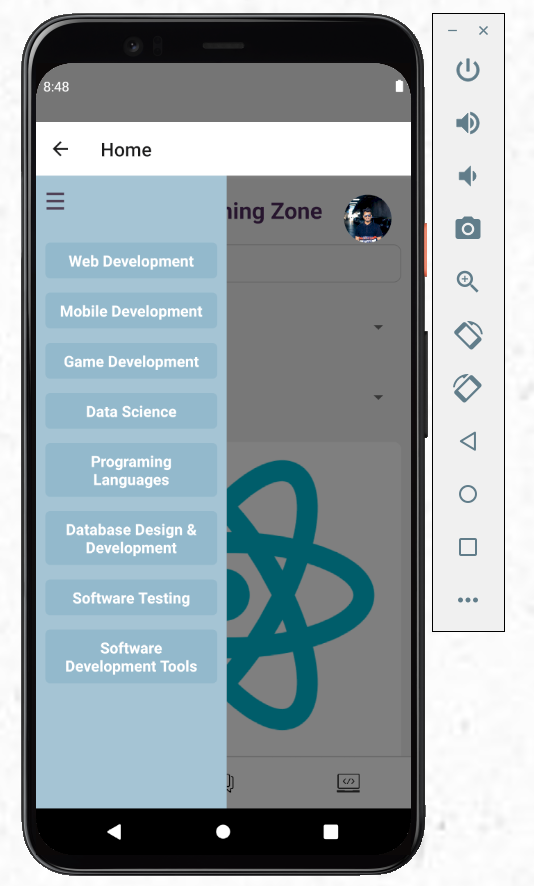 8:48
Home
ning Zone
Web Development
Mobile Development
Game Development
Data Science
Programing
Languages
Database Design &
Development
Software Testing
Software
Development Tools